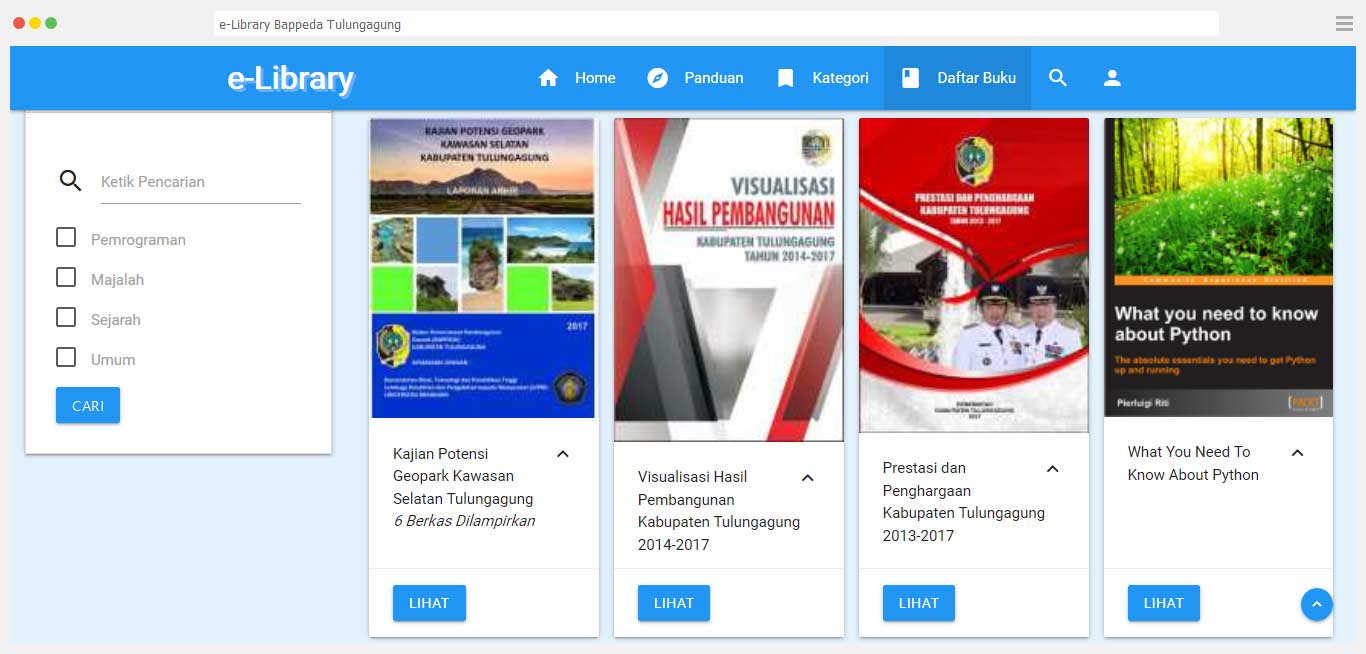 e-Library Bappeda Tulungagung
e-Library
Home
Panduan
Kategori
Daftar Buku
Ketik Pencarian
Pemrograman
Majalah
Sejarah
Umum
CARI
KAJIAN POTENSI GEOPARK
KAWASAN SELATAN
KABUPATEN TULUNGAGUNG
LAPORAN AKHIR
2017
Kajian Potensi
Geopark Kawasan
Selatan Tulungagung
6 Berkas Dilampirkan
LIHAT
VISUALISASI
HASIL PEMBANGUNAN
KABUPATEN TULUNGAGUNG
TAHUN 2014-2017
Visualisasi Hasil
Pembangunan
Kabupaten Tulungagung
2014-2017
LIHAT
PRESTASI DAN PENGHARGAAN
KABUPATEN TULUNGAGUNG
TAHUN 2013 - 2017
PEMERINTAH
KABUPATEN TULUNGAGUNG
2017
Prestasi dan
Penghargaan
Kabupaten Tulungagung
2013-2017
LIHAT
Community Experience Distilled
What you need to know
about Python
The absolute essentials you need to get Python
up and running
Pierluigi Riti
[PACKT]
What You Need To
Know About Python
LIHAT